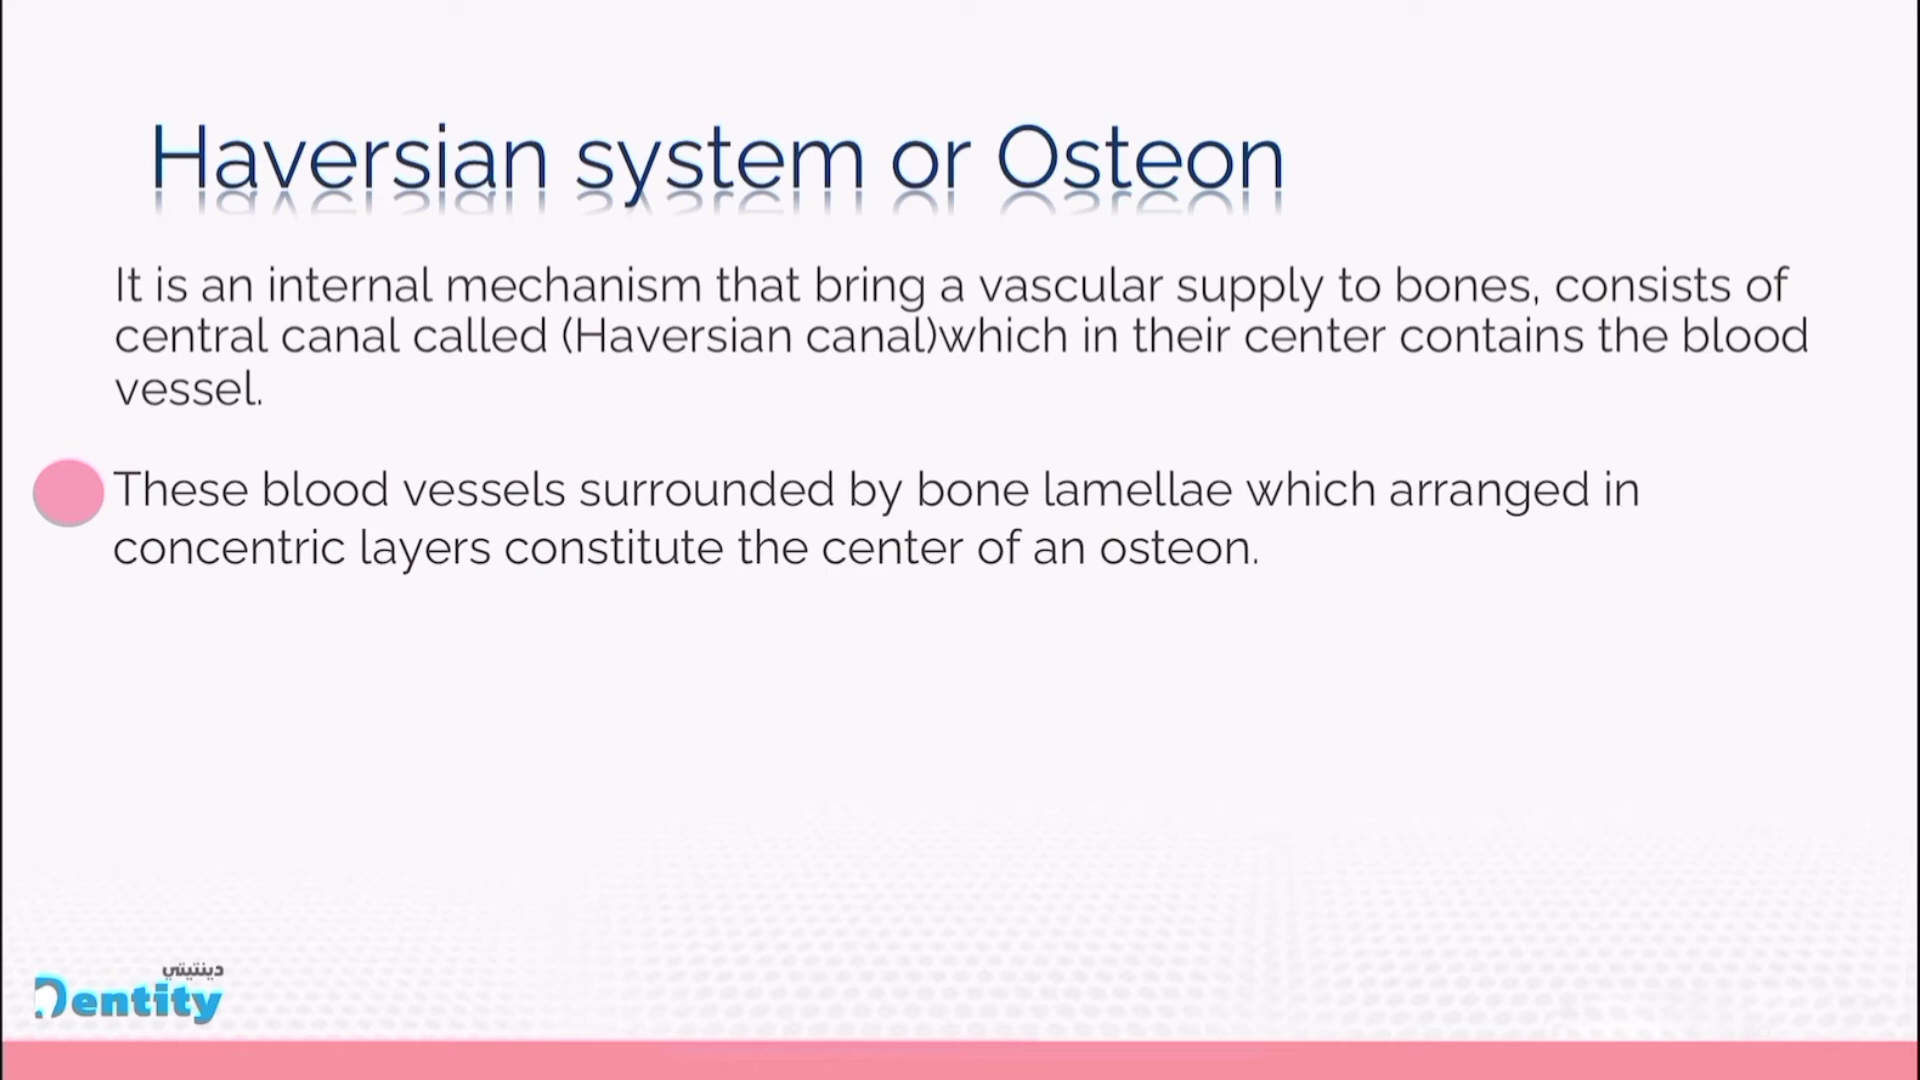 Haversian system or Osteon
It is an internal mechanism that bring a vascular supply to bones, consists of
central canal called (Haversian canal)which in their center contains the blood
vessel.
These blood vessels surrounded by bone lamellae which arranged in
concentric layers constitute the center of an osteon.
دينتيتي
Dentity